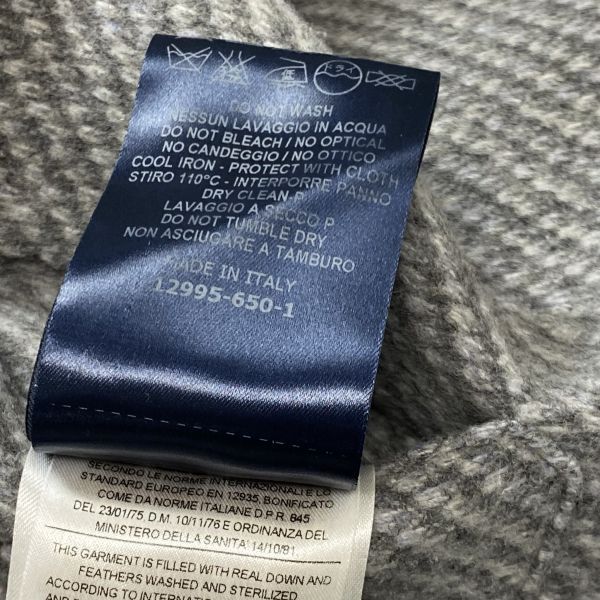 DO NOT WASH
NESSUN LAVAGGIO IN ACQUA
DO NOT BLEACH / NO OPTICAL
NO CANDEGGIO / NO OTTICO
COOL IRON - PROTECT WITH CLOTH
STIRO 110°C - INTERPORRE PANNO
DRY CLEAN P
LAVAGGIO A SECCO P
DO NOT TUMBLE DRY
NON ASCIUGARE A TAMBURO
MADE IN ITALY
12995-650-1
SECONDO LE NORME INTERNAZIONALI E LO
STANDARD EUROPEO EN 12935, BONIFICATO
COME DA NORME ITALIANE D.P.R. 845
DEL 23/01/75, D.M. 10/11/76 E ORDINANZA DEL
MINISTERO DELLA SANITA' 14/10/81.
THIS GARMENT IS FILLED WITH REAL DOWN AND
FEATHERS WASHED AND STERILIZED
ACCORDING TO INTERNATIONAL